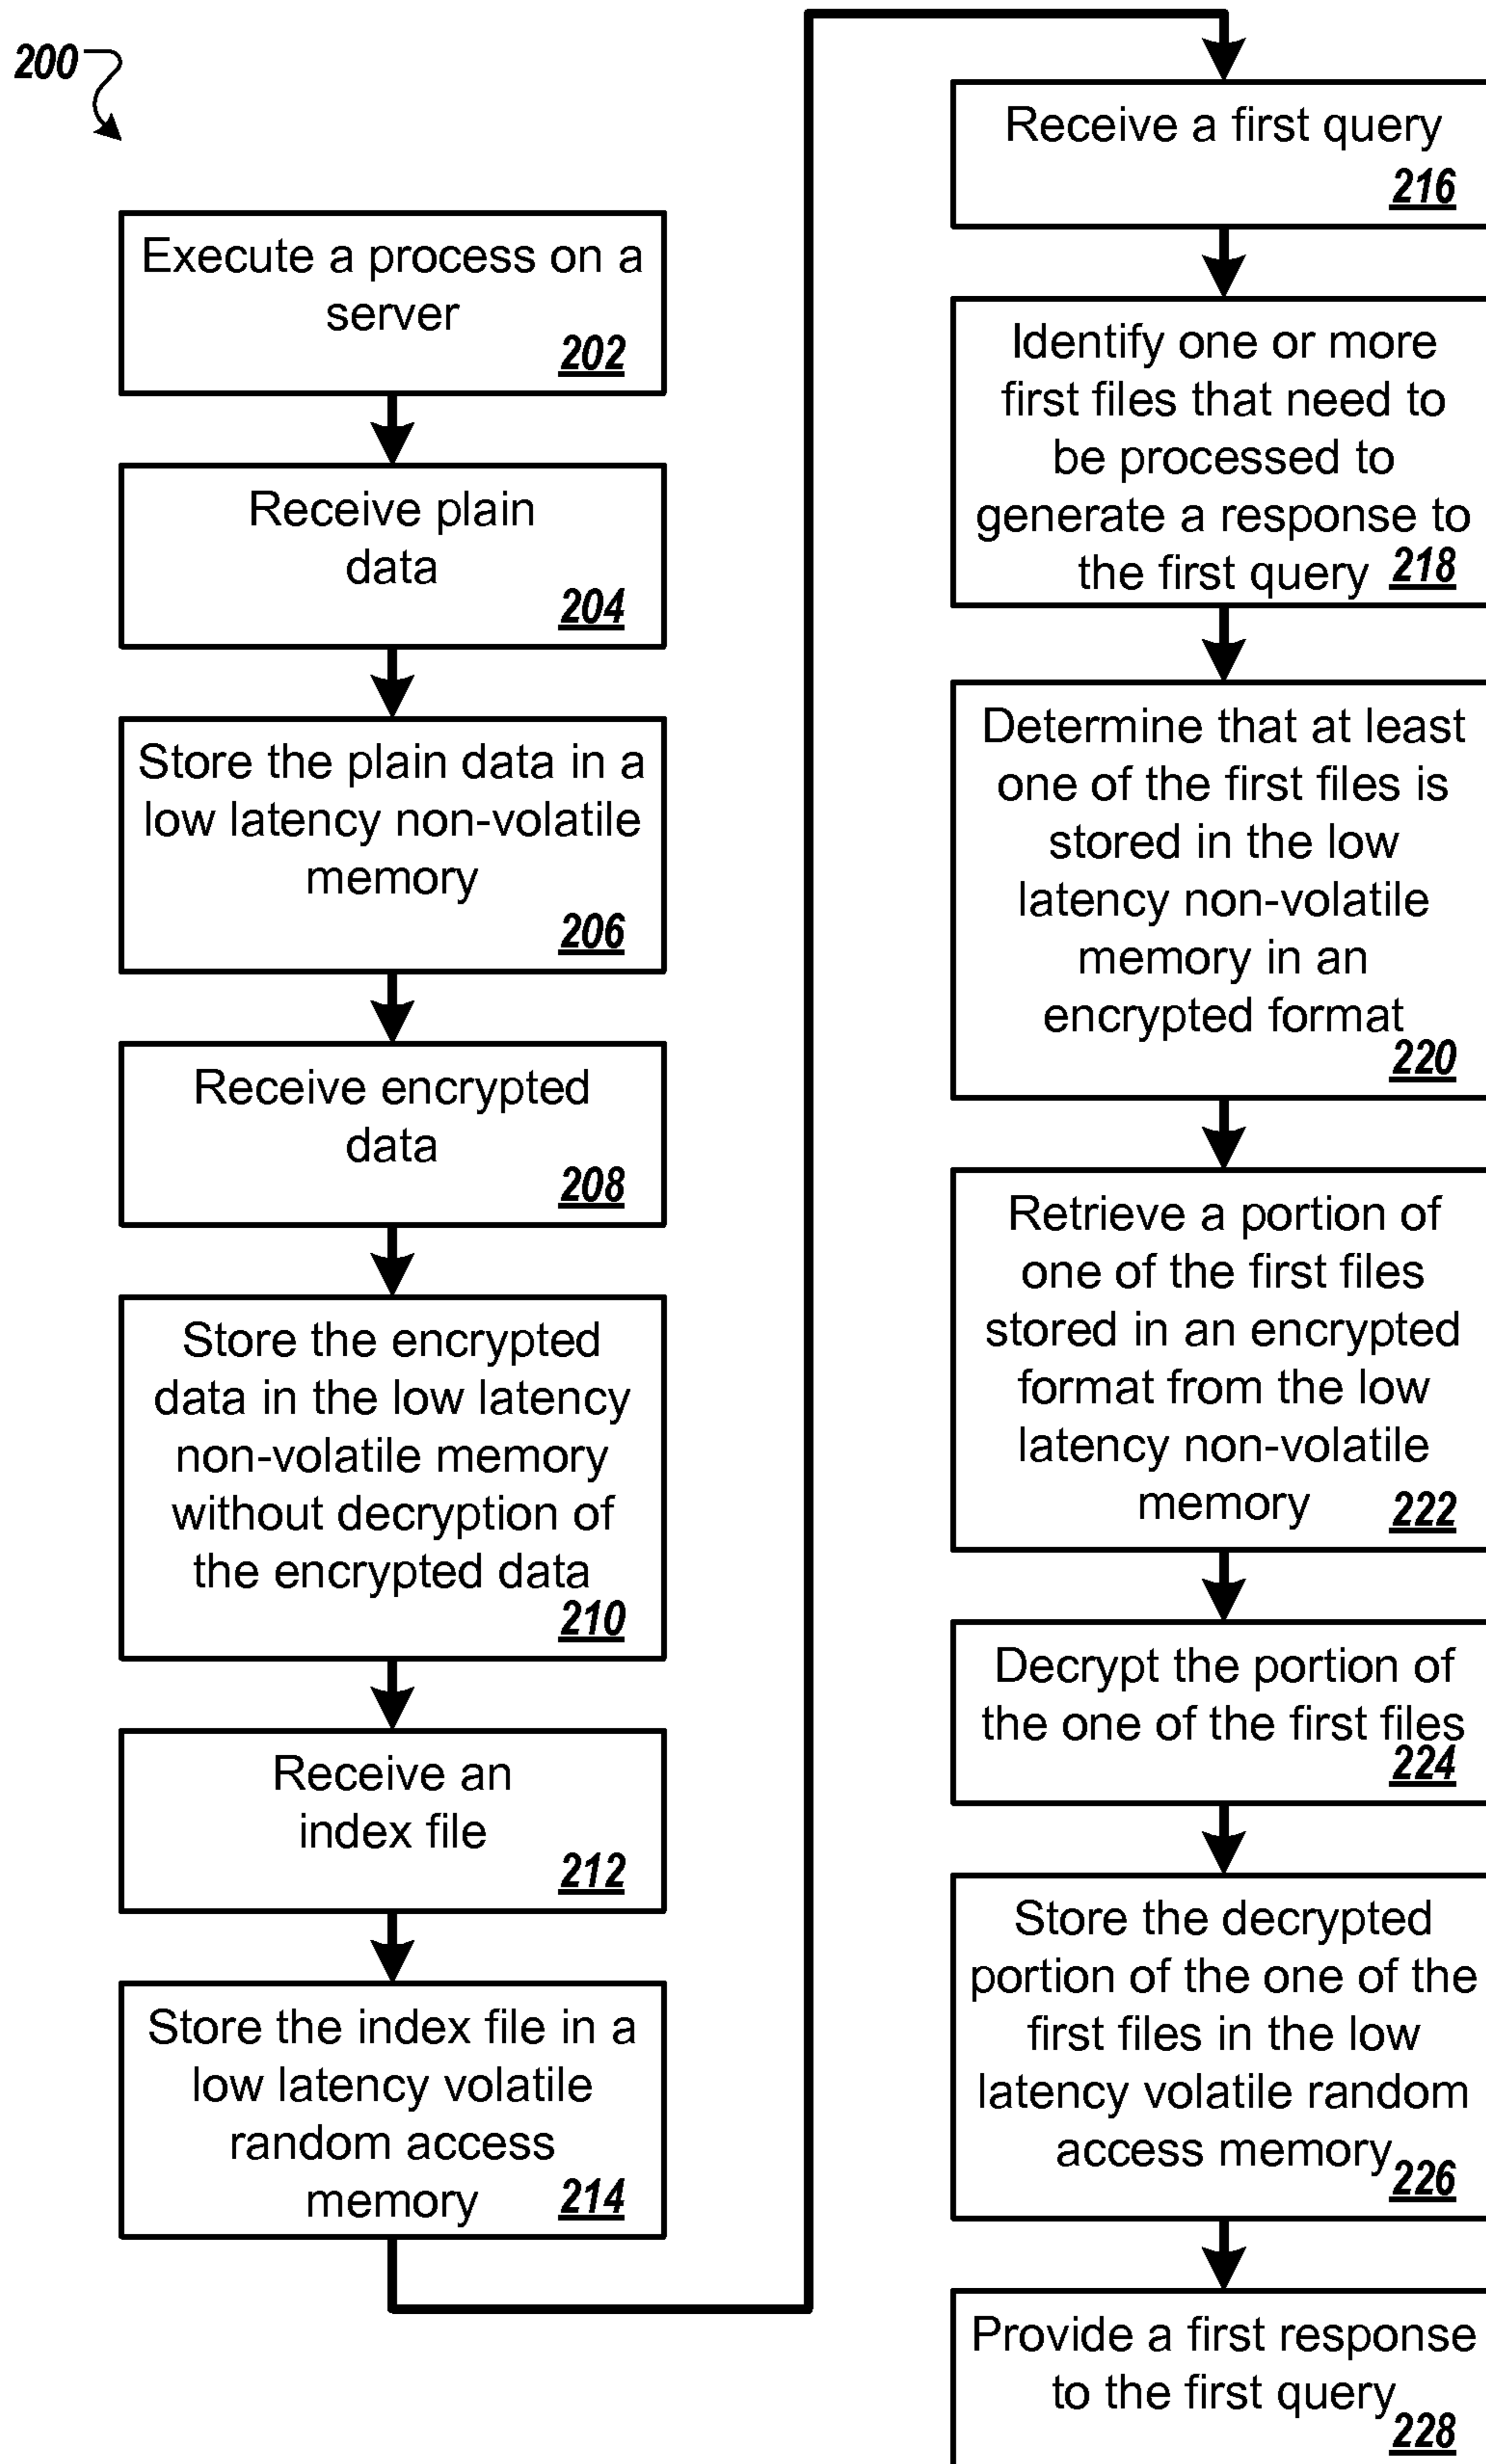 200
Execute a process on a
server
202
Receive plain
data
204
Store the plain data in a
low latency non-volatile
memory
206
Receive encrypted
data
208
Store the encrypted
data in the low latency
non-volatile memory
without decryption of
the encrypted data
210
Receive an
index file
212
Store the index file in a
low latency volatile
random access
memory 214
Receive a first query
216
Identify one or more
first files that need to
be processed to
generate a response to
the first query 218
Determine that at least
one of the first files is
stored in the low
latency non-volatile
memory in an
encrypted format
220
Retrieve a portion of
one of the first files
stored in an encrypted
format from the low
latency non-volatile
memory 222
Decrypt the portion of
the one of the first files
224
Store the decrypted
portion of the one of the
first files in the low
latency volatile random
access memory 226
Provide a first response
to the first query
228